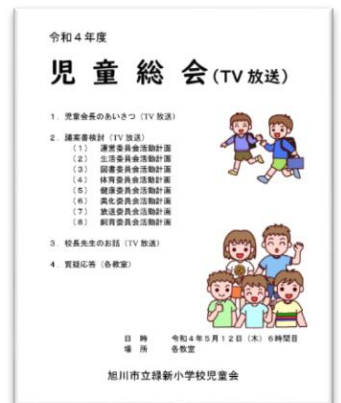 令和４年度
児童総会(TV放送)
１．児童会長のあいさつ（TV放送）
２．議案書検討（TV放送）
（１） 運営委員会活動計画
（２） 生活委員会活動計画
（３） 図書委員会活動計画
（４） 体育委員会活動計画
（５） 健康委員会活動計画
（６） 美化委員会活動計画
（７） 放送委員会活動計画
（８） 飼育委員会活動計画
３．校長先生のお話（TV放送）
４．質疑応答（各教室）
日 時 令和４年５月１２日（木）６時間目
場 所 各教室
旭川市立緑新小学校児童会